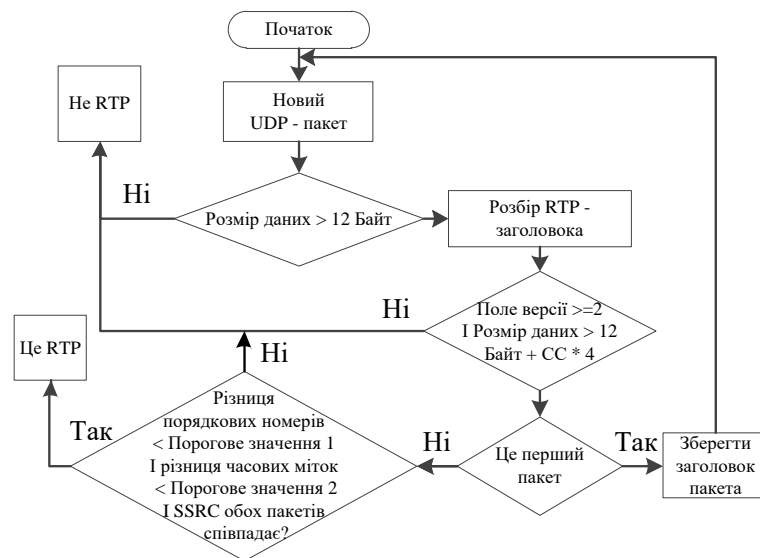 Початок
Новий
UDP - пакет
Не RTP
Ні
Розмір даних > 12 Байт
Розбір RTP -
заголовока
Ні
Поле версії >=2
І Розмір даних > 12
Байт + CC * 4
Це RTP
Ні
Так
Різниця
порядкових номерів
< Порогове значення 1
І різниця часових міток
< Порогове значення 2
І SSRC обох пакетів
співпадає?
Ні
Це перший
пакет
Так
Зберегти
заголовок
пакета